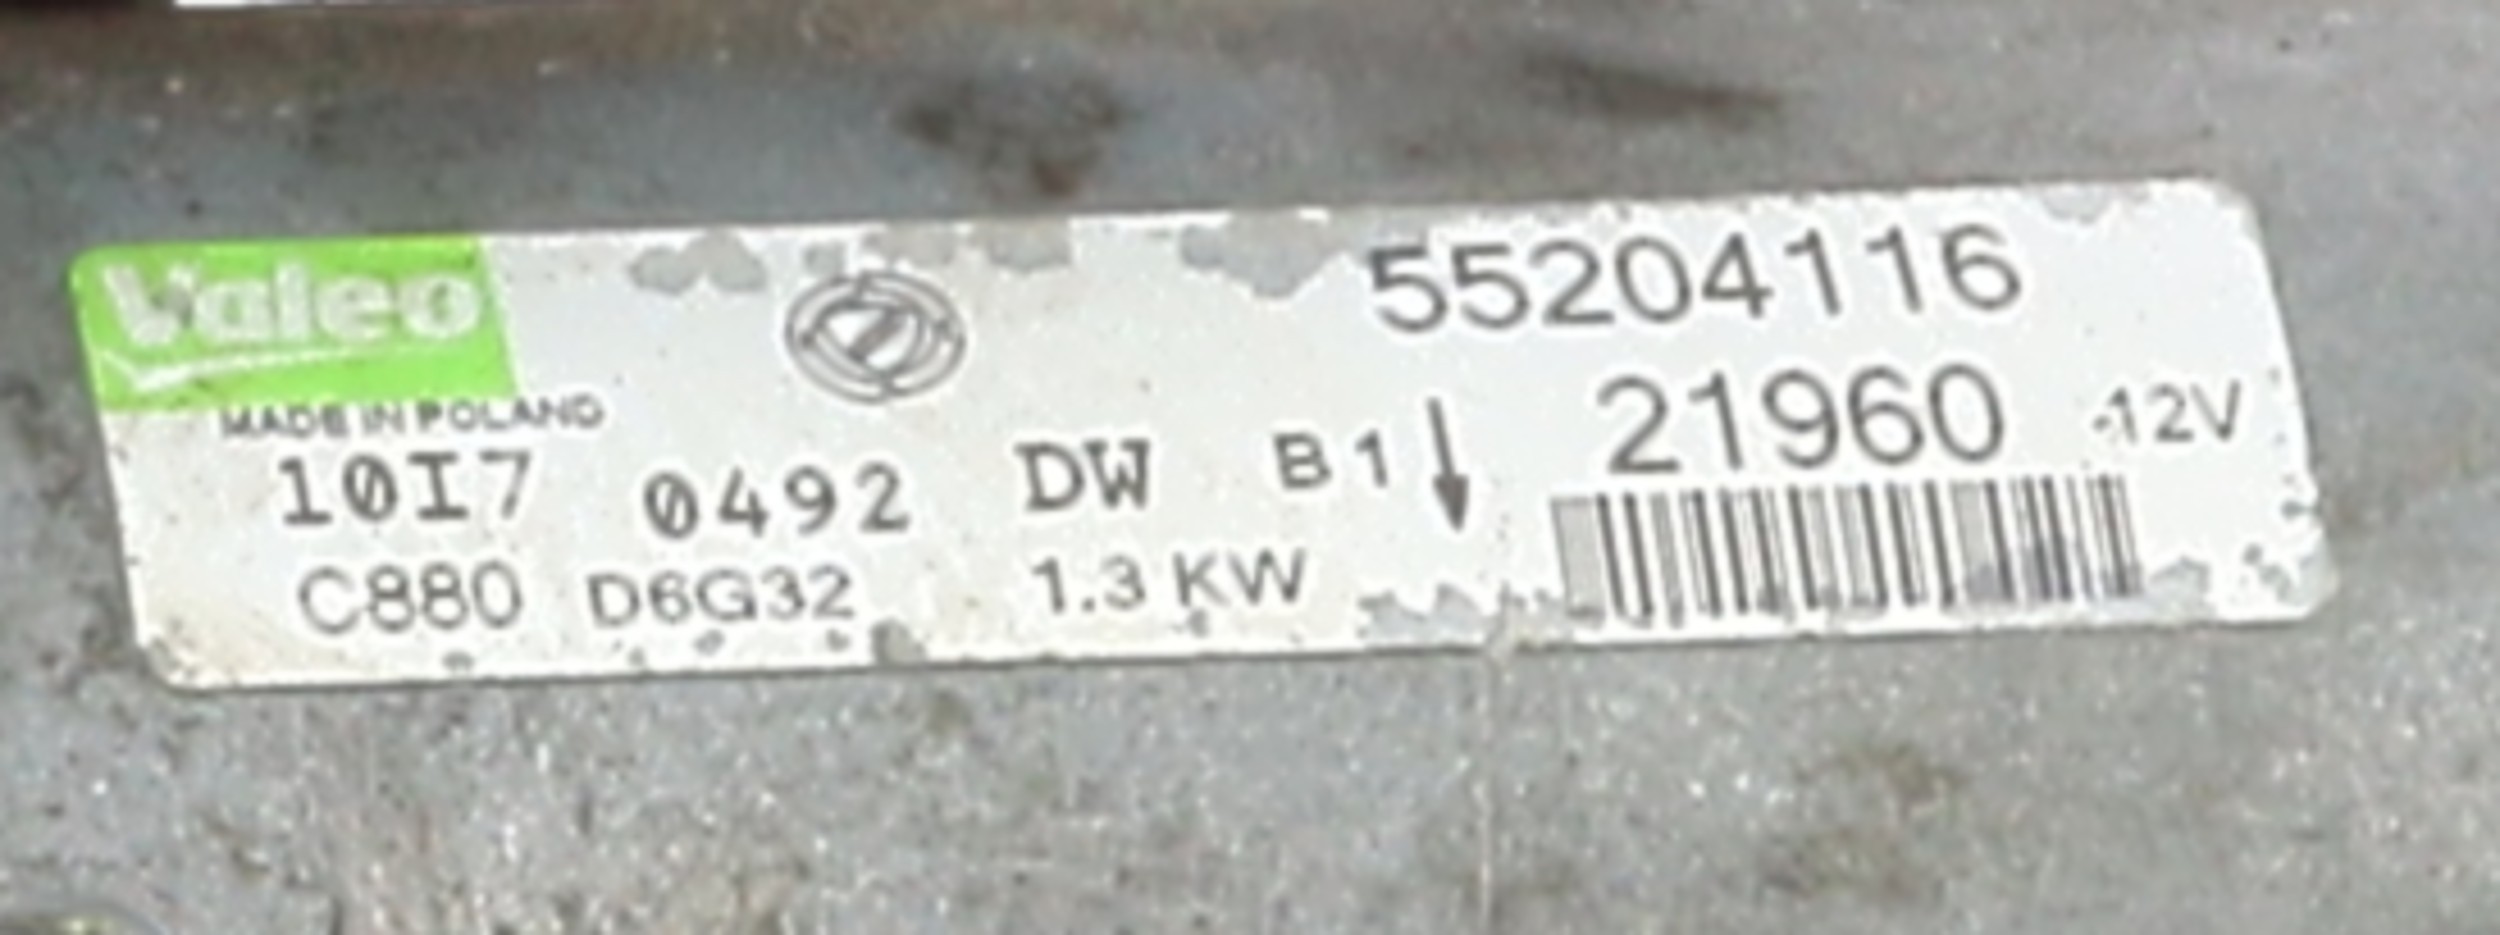 Valeo
55204116
MADE IN POLAND
21960 12V
10I7 0492 DW B1
C880 D6G32 1.3 KW